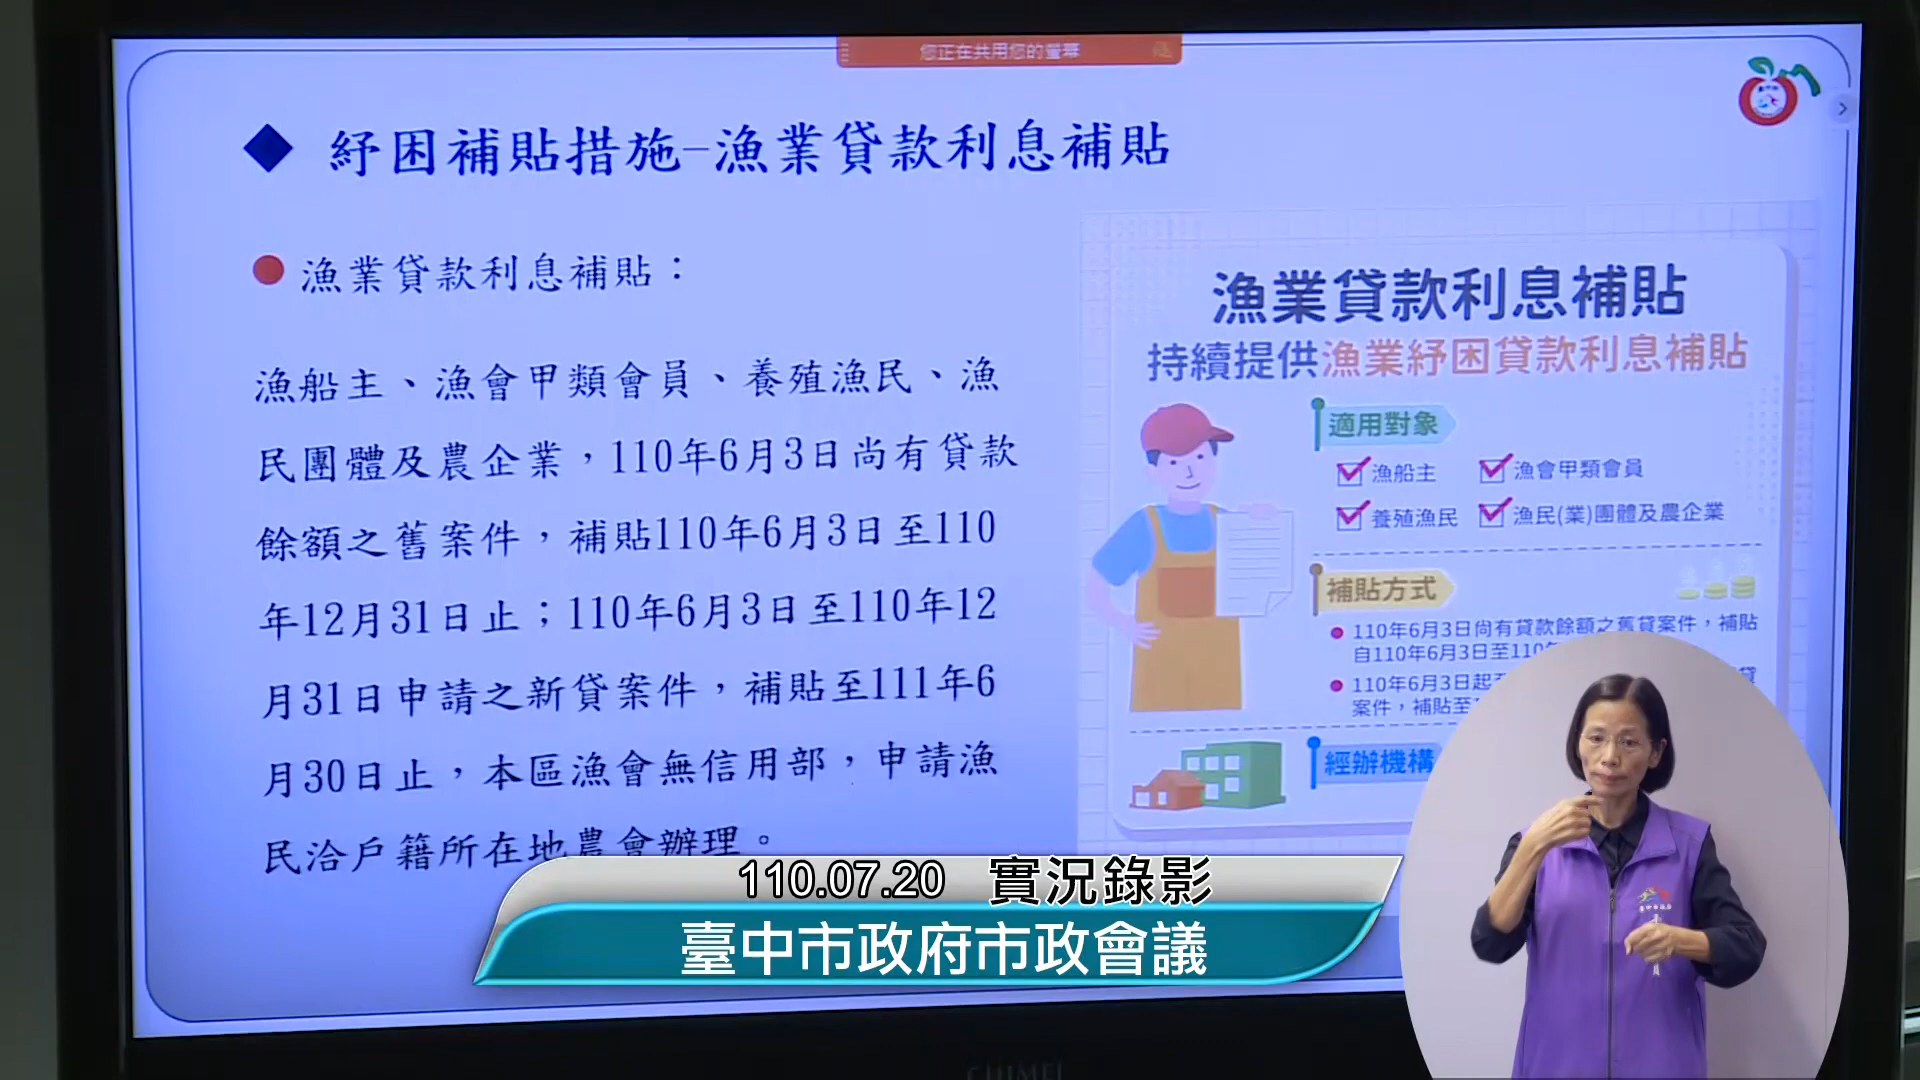 您正在共用您的螢幕
紓困補貼措施-漁業貸款利息補貼
漁業貸款利息補貼：
漁船主、漁會甲類會員、養殖漁民、漁
民團體及農企業，110年6月3日尚有貸款
餘額之舊案件，補貼110年6月3日至110
年12月31日止；110年6月3日至110年12
月31日申請之新貸案件，補貼至111年6
月30日止，本區漁會無信用部，申請漁
民洽戶籍所在地農會辦理。
漁業貸款利息補貼
持續提供漁業紓困貸款利息補貼
適用對象
漁船主
漁會甲類會員
養殖漁民
漁民(業)團體及農企業
補貼方式
110年6月3日尚有貸款餘額之舊貸案件，補貼
自110年6月3日至110年
110年6月3日起
案件，補貼至
經辦機構
110.07.20 實況錄影
臺中市政府市政會議
CHIMEI